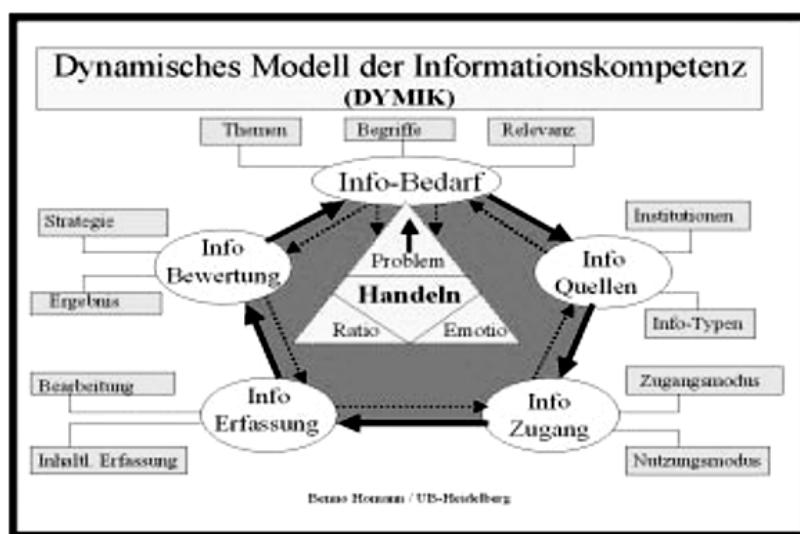 Dynamisches Modell der Informationskompetenz
(DYMIK)
Themen
Begriffe
Relevanz
Info-Bedarf
Strategie
Institutionen
Info
Bewertung
Problem
Info
Quellen
Ergebnis
Handeln
Ratio
Emotio
Info-Typen
Bearbeitung
Info
Erfassung
Info
Zugang
Zugangsmodus
Inhaltl. Erfassung
Nutzungsmodus
Benno Homann / UB-Heidelberg